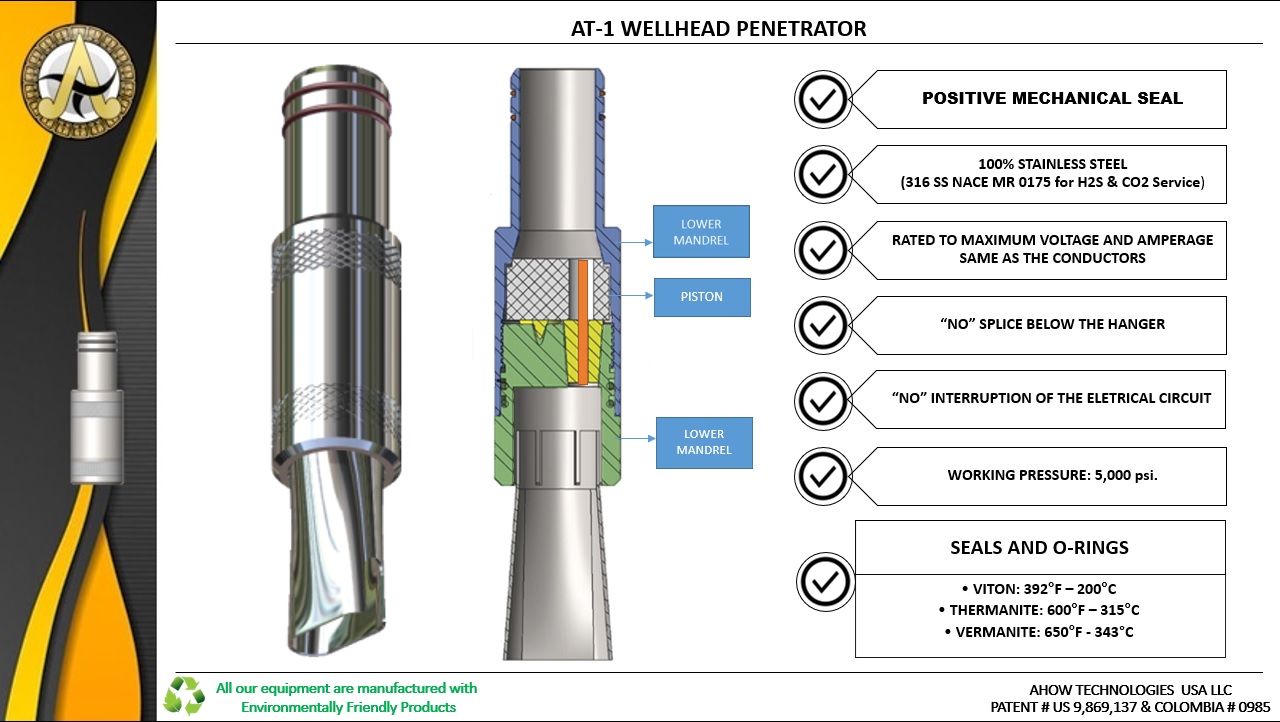 AT-1 WELLHEAD PENETRATOR
LOWER
MANDREL
PISTON
LOWER
MANDREL
POSITIVE MECHANICAL SEAL
100% STAINLESS STEEL
(316 SS NACE MR 0175 for H2S & CO2 Service)
RATED TO MAXIMUM VOLTAGE AND AMPERAGE
SAME AS THE CONDUCTORS
“NO” SPLICE BELOW THE HANGER
“NO” INTERRUPTION OF THE ELETRICAL CIRCUIT
WORKING PRESSURE: 5,000 psi.
SEALS AND O-RINGS
• VITON: 392°F – 200°C
• THERMANITE: 600°F – 315°C
• VERMANITE: 650°F - 343°C
All our equipment are manufactured with
Environmentally Friendly Products
AHOW TECHNOLOGIES USA LLC
PATENT # US 9,869,137 & COLOMBIA # 0985